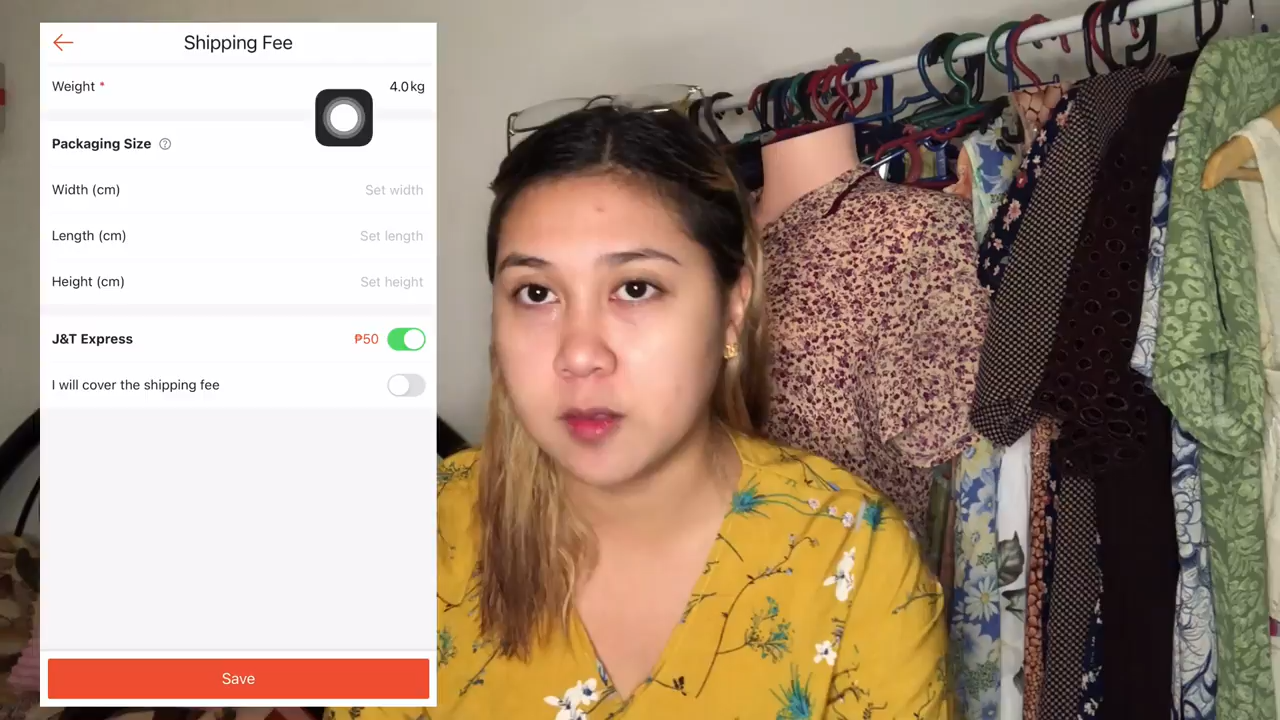 Shipping Fee
Weight * 4.0kg
Packaging Size ?
Width (cm) Set width
Length (cm) Set length
Height (cm) Set height
J&T Express ₱50
I will cover the shipping fee
Save